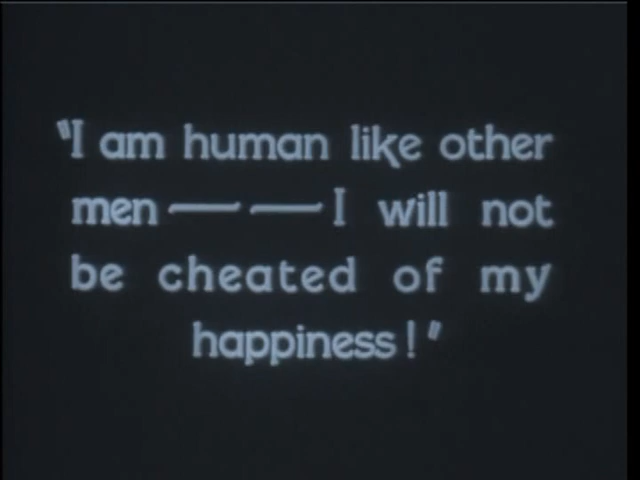 "I am human like other
men — — I will not
be cheated of my
happiness!"